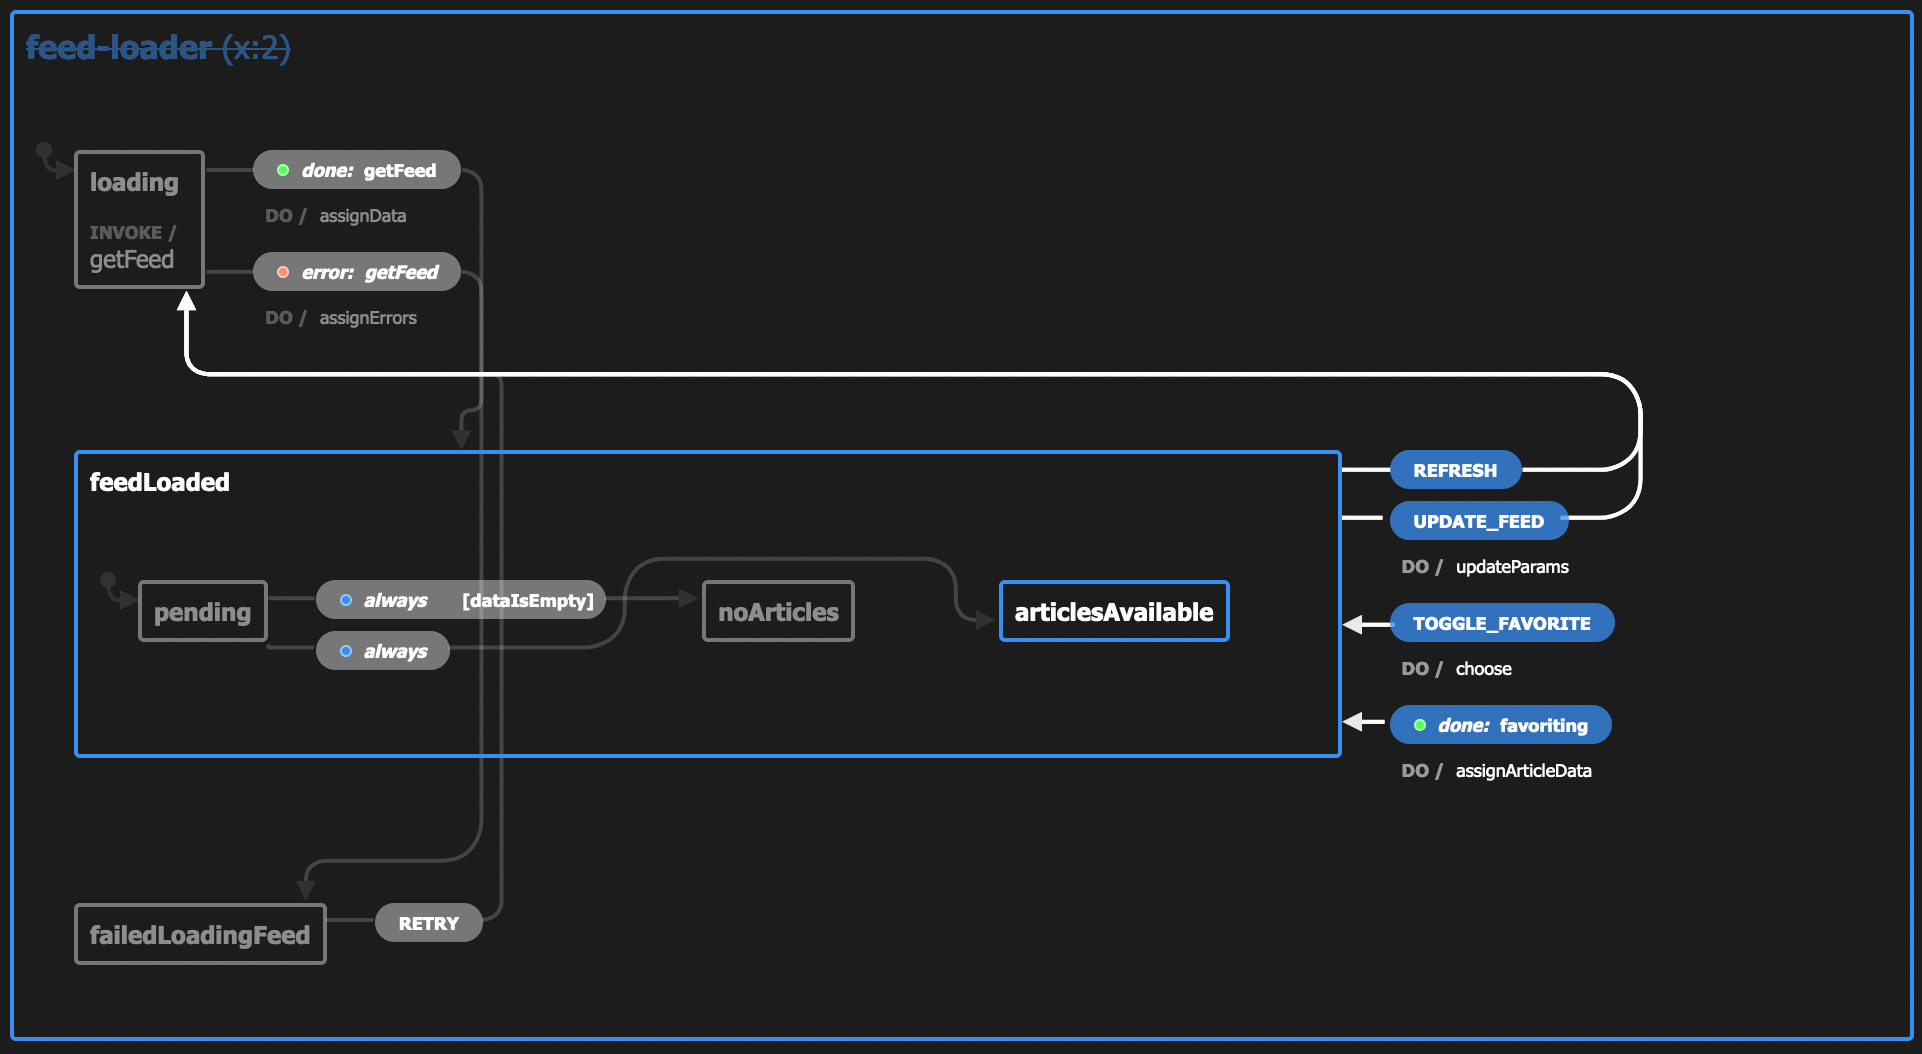 feed-loader (x:2)
loading
INVOKE /
getFeed
done: getFeed
DO / assignData
error: getFeed
DO / assignErrors
feedLoaded
pending
always [dataIsEmpty]
always
noArticles
articlesAvailable
REFRESH
UPDATE_FEED
DO / updateParams
TOGGLE_FAVORITE
DO / choose
done: favoriting
DO / assignArticleData
failedLoadingFeed
RETRY